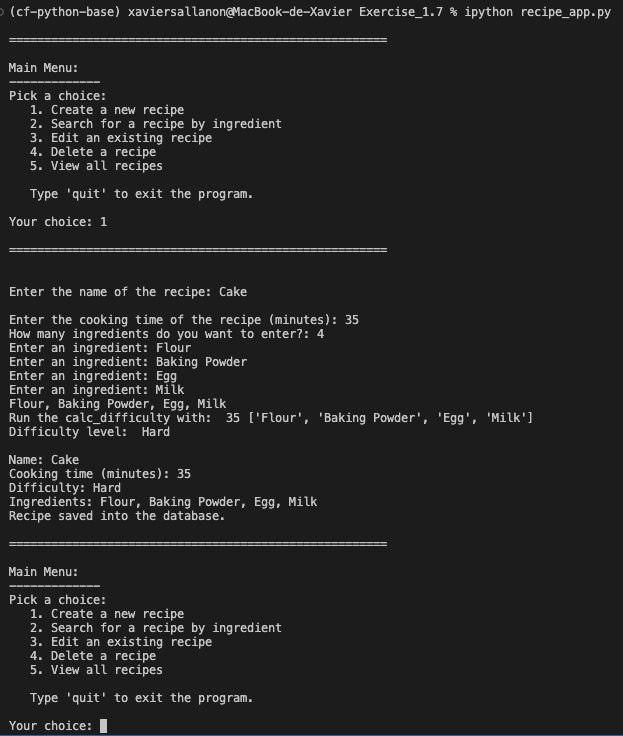 (cf-python-base) xaviersallanon@MacBook-de-Xavier Exercise_1.7 % ipython recipe_app.py
======================================================
Main Menu:
-------------
Pick a choice:
1. Create a new recipe
2. Search for a recipe by ingredient
3. Edit an existing recipe
4. Delete a recipe
5. View all recipes
Type 'quit' to exit the program.
Your choice: 1
======================================================
Enter the name of the recipe: Cake
Enter the cooking time of the recipe (minutes): 35
How many ingredients do you want to enter?: 4
Enter an ingredient: Flour
Enter an ingredient: Baking Powder
Enter an ingredient: Egg
Enter an ingredient: Milk
Flour, Baking Powder, Egg, Milk
Run the calc_difficulty with:  35 ['Flour', 'Baking Powder', 'Egg', 'Milk']
Difficulty level:  Hard
Name: Cake
Cooking time (minutes): 35
Difficulty: Hard
Ingredients: Flour, Baking Powder, Egg, Milk
Recipe saved into the database.
======================================================
Main Menu:
-------------
Pick a choice:
1. Create a new recipe
2. Search for a recipe by ingredient
3. Edit an existing recipe
4. Delete a recipe
5. View all recipes
Type 'quit' to exit the program.
Your choice: